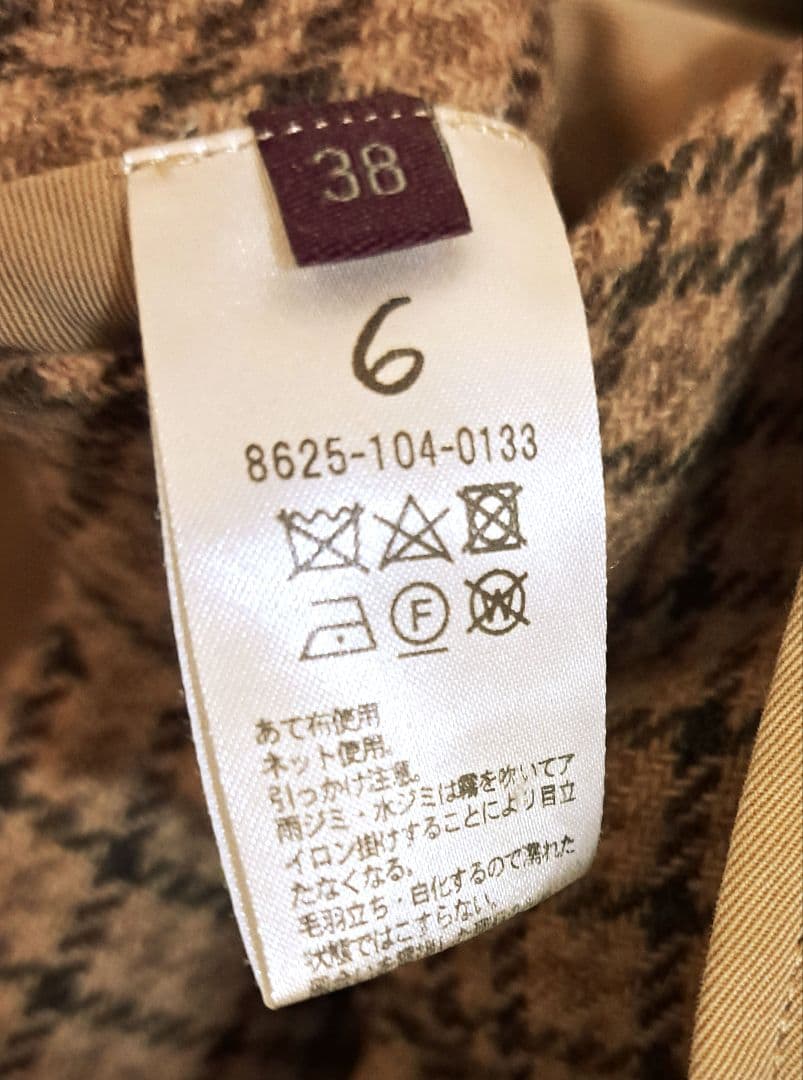 38
6
8625-104-0133
F
W
あて布使用
ネット使用。
引っかけ注意。
雨ジミ・水ジミは霧を吹いてア
イロン掛けすることにより目立
たなくなる。
毛羽立ち・白化するので濡れた
状態ではこすらない。